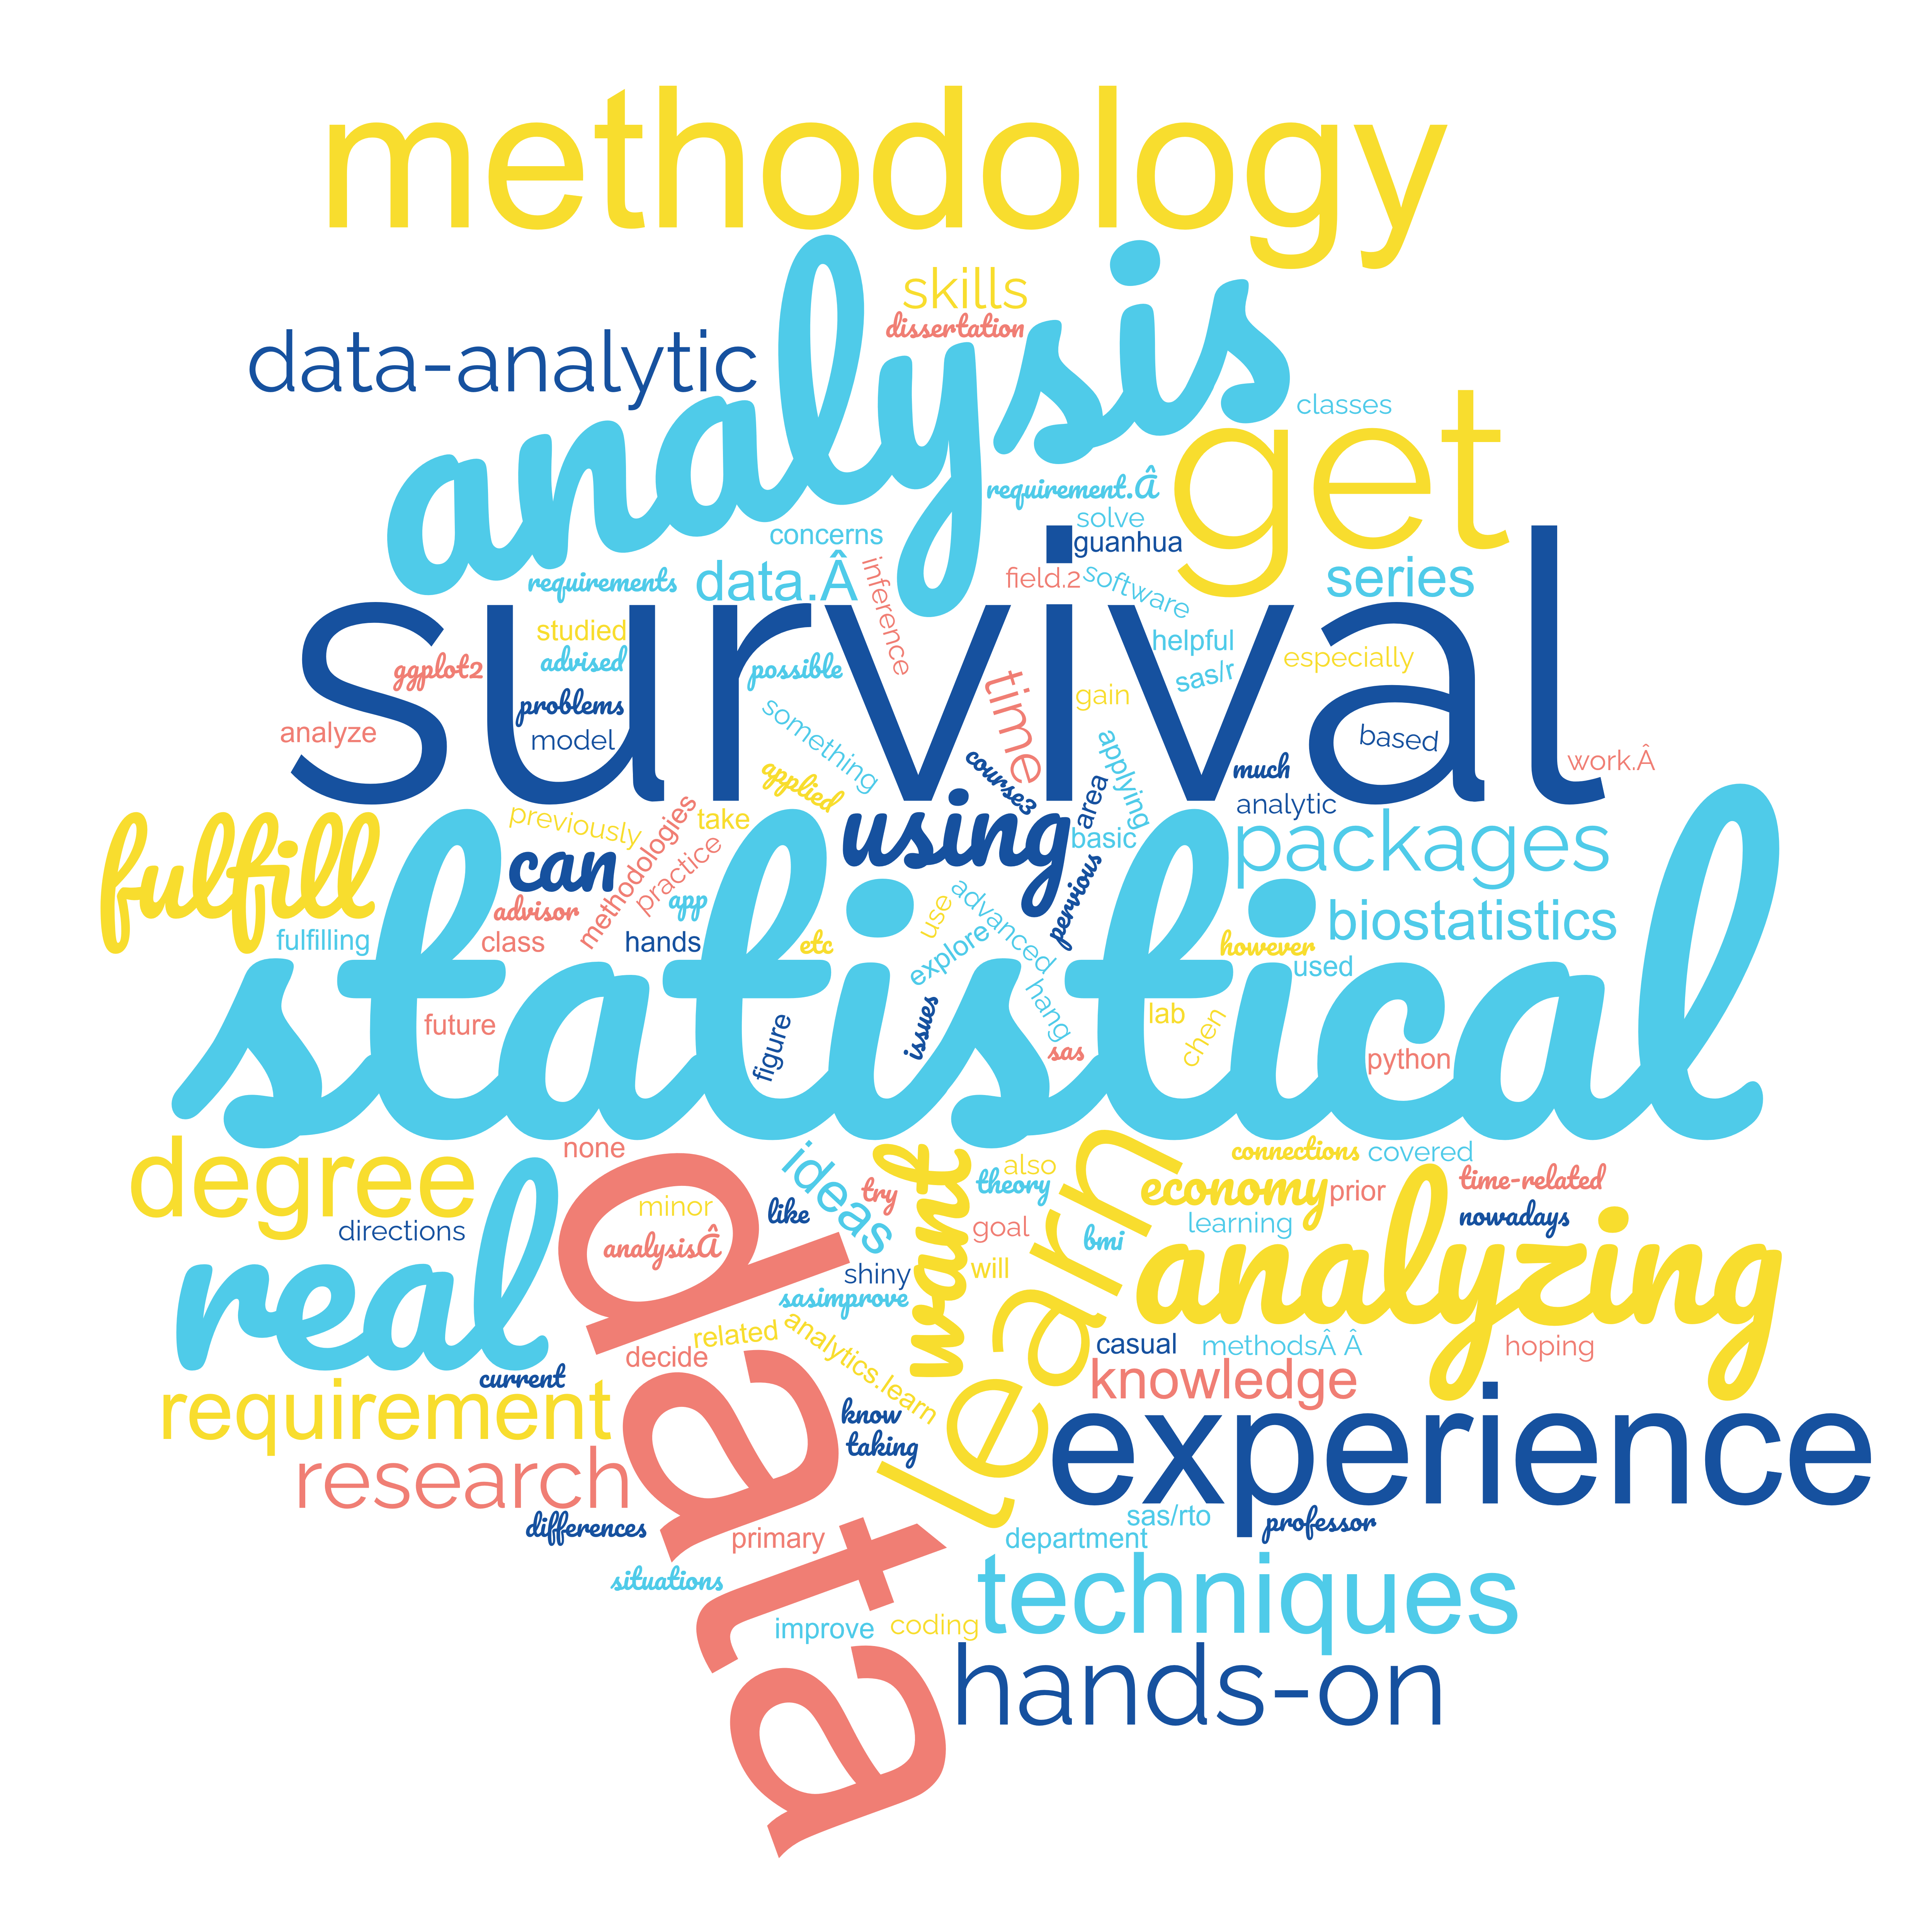 methodology
skills
dissertation
data-analytic
analysis
classes
get
requirement.Â
solve
concerns
guanhua
data.Â
requirements
inference
field.2
software
series
survival
studied
helpful
ggplot2
advised
possible
especially
sas/r
time
gain
problems
something
analyze
model
applying
based
course3
much
work.Â
applied
area
analytic
fulfill
previously
methodologies
take
using
basic
packages
can
practice
pervious
advisor
app
use
advanced
biostatistics
fulfilling
class
hands
etc
explore
however
used
statistical
hang
future
figure
issues
sas
lab
chen
python
degree
none
ideas
want
also
learn
connections
covered
directions
minor
like
try
theory
economy
prior
time-related
data
goal
learning
nowadays
analysisÂ
bmi
real
shiny
will
analyzing
sasimprove
related
analytics.learn
casual
methodsÂ Â
hoping
decide
current
knowledge
requirement
know
experience
taking
research
sas/rto
differences
primary
department
professor
situations
techniques
improve
coding
hands-on